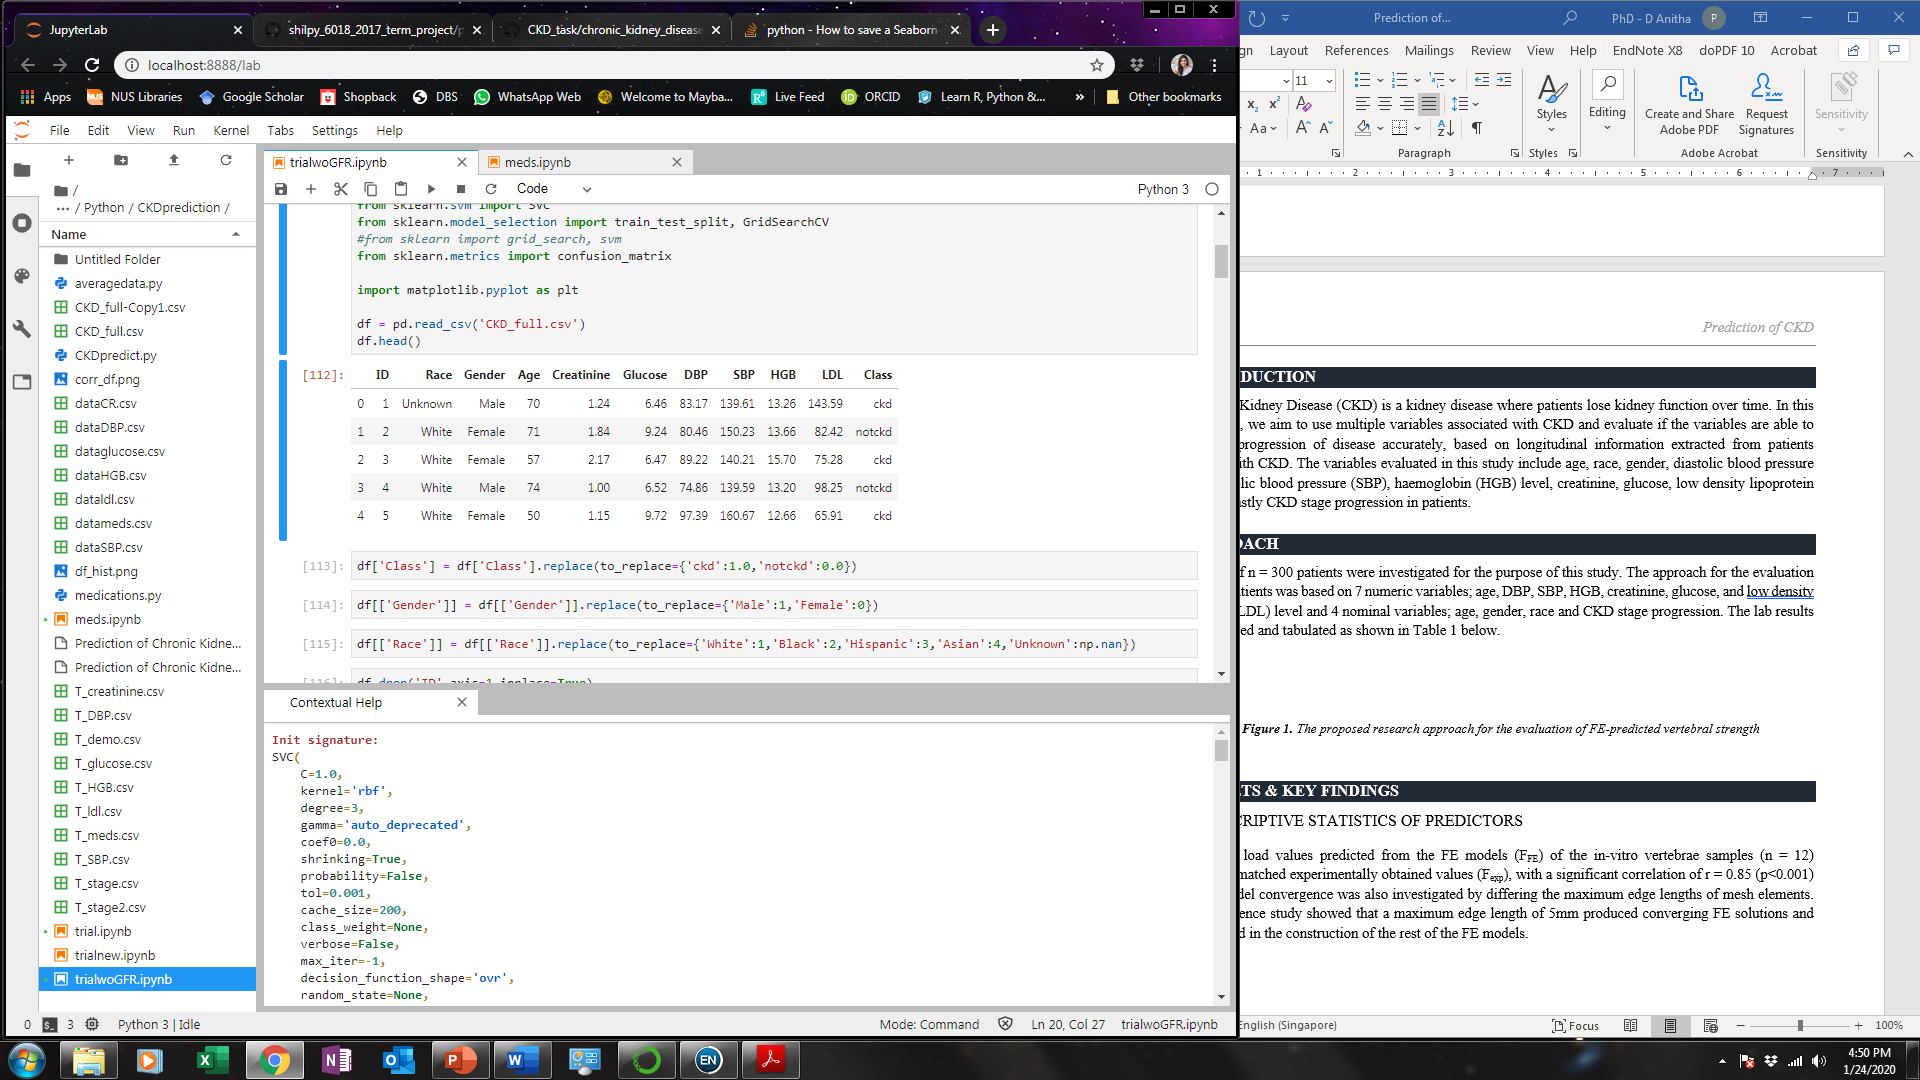 JupyterLab
shilpy_6018_2017_term_project/p
CKD_task/chronic_kidney_disease
python - How to save a Seaborn
localhost:8888/lab
Apps
NUS Libraries
Google Scholar
Shopback
DBS
WhatsApp Web
Welcome to Mayba...
Live Feed
ORCID
Learn R, Python &...
»
Other bookmarks
File Edit View Run Kernel Tabs Settings Help
/
... / Python / CKDprediction /
Name
Untitled Folder
averagedata.py
CKD_full-Copy1.csv
CKD_full.csv
CKDpredict.py
corr_df.png
dataCR.csv
dataDBP.csv
dataglucose.csv
dataHGB.csv
dataldl.csv
datameds.csv
dataSBP.csv
df_hist.png
medications.py
meds.ipynb
Prediction of Chronic Kidne...
Prediction of Chronic Kidne...
T_creatinine.csv
T_DBP.csv
T_demo.csv
T_glucose.csv
T_HGB.csv
T_ldl.csv
T_meds.csv
T_SBP.csv
T_stage.csv
T_stage2.csv
trial.ipynb
trialnew.ipynb
trialwoGFR.ipynb
trialwoGFR.ipynb
meds.ipynb
Code
Python 3
from sklearn.svm import SVC
from sklearn.model_selection import train_test_split, GridSearchCV
#from sklearn import grid_search, svm
from sklearn.metrics import confusion_matrix
import matplotlib.pyplot as plt
df = pd.read_csv('CKD_full.csv')
df.head()
[112]: ID Race Gender Age Creatinine Glucose DBP SBP HGB LDL Class
0 1 Unknown Male 70 1.24 6.46 83.17 139.61 13.26 143.59 ckd
1 2 White Female 71 1.84 9.24 80.46 150.23 13.66 82.42 notckd
2 3 White Female 57 2.17 6.47 89.22 140.21 15.70 75.28 ckd
3 4 White Male 74 1.00 6.52 74.86 139.59 13.20 98.25 notckd
4 5 White Female 50 1.15 9.72 97.39 160.67 12.66 65.91 ckd
[113]: df['Class'] = df['Class'].replace(to_replace={'ckd':1.0,'notckd':0.0})
[114]: df[['Gender']] = df[['Gender']].replace(to_replace={'Male':1,'Female':0})
[115]: df[['Race']] = df[['Race']].replace(to_replace={'White':1,'Black':2,'Hispanic':3,'Asian':4,'Unknown':np.nan})
[116]: df.drop('ID',axis=1,inplace=True)
Contextual Help
Init signature:
SVC(
C=1.0,
kernel='rbf',
degree=3,
gamma='auto_deprecated',
coef0=0.0,
shrinking=True,
probability=False,
tol=0.001,
cache_size=200,
class_weight=None,
verbose=False,
max_iter=-1,
decision_function_shape='ovr',
random_state=None,
0 3 Python 3 | Idle
Mode: Command
Ln 20, Col 27
trialwoGFR.ipynb
Prediction of...
PhD - D Anitha
P
gn Layout References Mailings Review View Help EndNote X8 doPDF 10 Acrobat
11
Styles
Editing
Create and Share
Adobe PDF
Request
Signatures
Sensitivity
Paragraph
Styles
Adobe Acrobat
Sensitivity
1 2 3 4 5 6 7
Prediction of CKD
DUCTION
Kidney Disease (CKD) is a kidney disease where patients lose kidney function over time. In this
, we aim to use multiple variables associated with CKD and evaluate if the variables are able to
progression of disease accurately, based on longitudinal information extracted from patients
ith CKD. The variables evaluated in this study include age, race, gender, diastolic blood pressure
lic blood pressure (SBP), haemoglobin (HGB) level, creatinine, glucose, low density lipoprotein
stly CKD stage progression in patients.
OACH
f n = 300 patients were investigated for the purpose of this study. The approach for the evaluation
tients was based on 7 numeric variables; age, DBP, SBP, HGB, creatinine, glucose, and low density
LDL) level and 4 nominal variables; age, gender, race and CKD stage progression. The lab results
ed and tabulated as shown in Table 1 below.
Figure 1. The proposed research approach for the evaluation of FE-predicted vertebral strength
LTS & KEY FINDINGS
CRIPTIVE STATISTICS OF PREDICTORS
load values predicted from the FE models (FFE) of the in-vitro vertebrae samples (n = 12)
matched experimentally obtained values (Fexp), with a significant correlation of r = 0.85 (p<0.001)
del convergence was also investigated by differing the maximum edge lengths of mesh elements.
ence study showed that a maximum edge length of 5mm produced converging FE solutions and
d in the construction of the rest of the FE models.
English (Singapore)
Focus
100%
EN
4:50 PM
1/24/2020